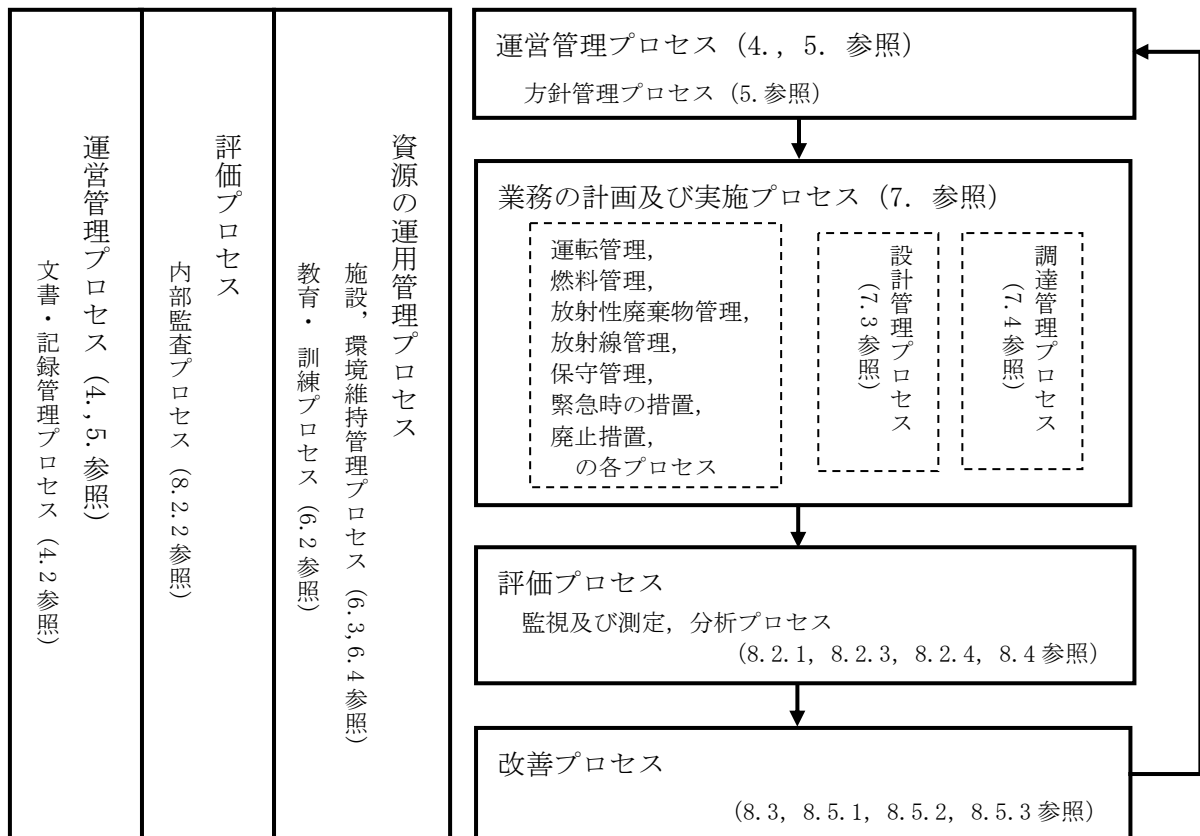 運営管理プロセス (4.,5.参照)
文書・記録管理プロセス (4.2参照)
評価プロセス
内部監査プロセス (8.2.2参照)
資源の運用管理プロセス
施設,環境維持管理プロセス (6.3,6.4参照)
教育・訓練プロセス (6.2参照)
運営管理プロセス (4., 5. 参照)
方針管理プロセス (5.参照)
業務の計画及び実施プロセス (7. 参照)
運転管理,
燃料管理,
放射性廃棄物管理,
放射線管理,
保守管理,
緊急時の措置,
廃止措置,
の各プロセス
設計管理プロセス
(7.3参照)
調達管理プロセス
(7.4参照)
評価プロセス
監視及び測定, 分析プロセス
(8.2.1, 8.2.3, 8.2.4, 8.4参照)
改善プロセス
(8.3, 8.5.1, 8.5.2, 8.5.3参照)